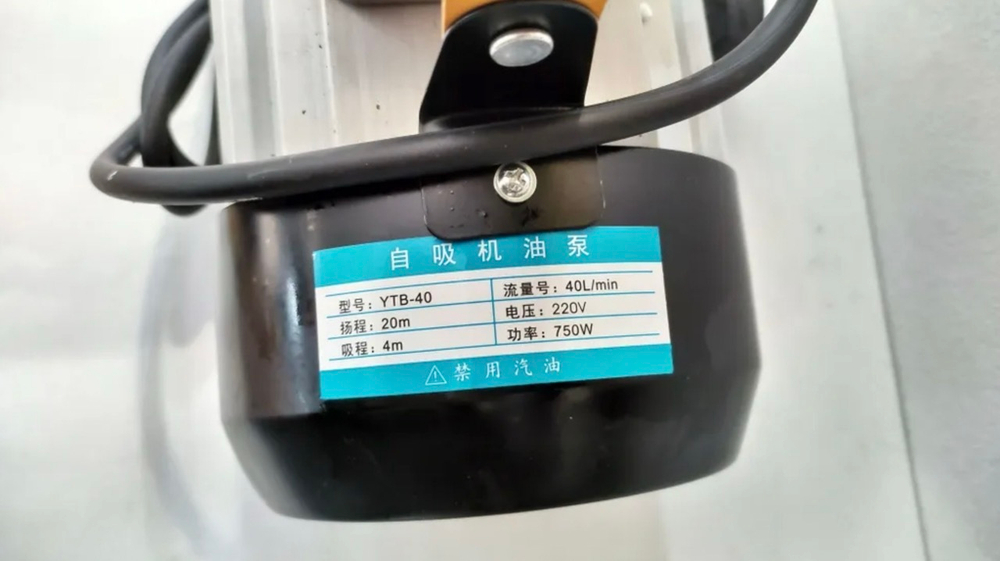 自吸机油泵
型号：YTB-40 流量号：40L/min
扬程：20m 电压：220V
吸程：4m 功率：750W
禁用汽油